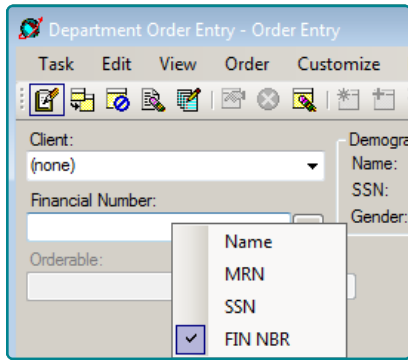 Department Order Entry - Order Entry
Task Edit View Order Customize
Client:
(none)
Demogra
Name:
SSN:
Gender:
Financial Number:
Orderable:
Name
MRN
SSN
FIN NBR